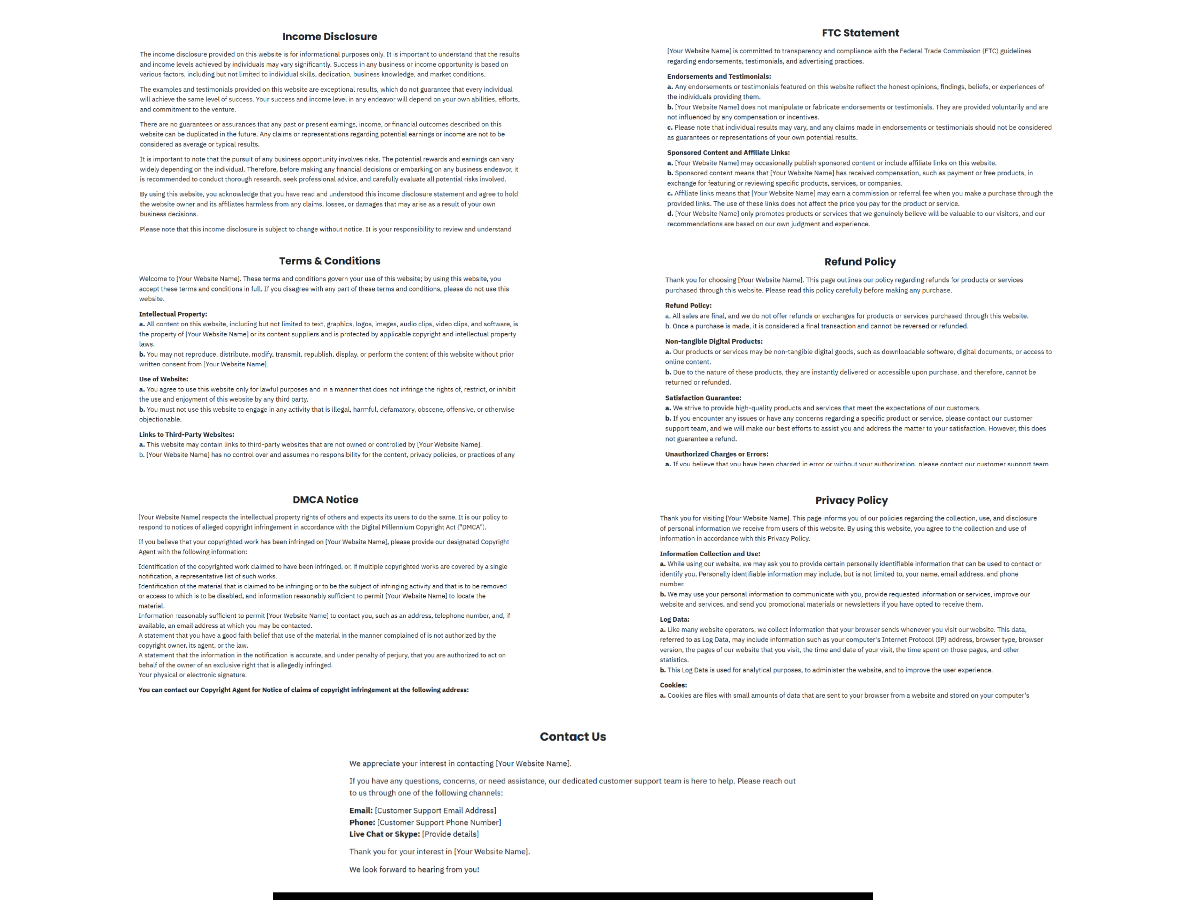 Income Disclosure
The income disclosure provided on this website is for informational purposes only. It is important to understand that the results
and income levels achieved by individuals may vary significantly. Success in any business or income opportunity is based on
various factors, including but not limited to individual skills, dedication, business knowledge, and market conditions.
The examples and testimonials provided on this website are exceptional results, which do not guarantee that every individual
will achieve the same level of success. Your success and income level in any endeavor will depend on your own abilities, efforts,
and commitment to the venture.
There are no guarantees or assurances that any past or present earnings, income, or financial outcomes described on this
website can be duplicated in the future. Any claims or representations regarding potential earnings or income are not to be
considered as average or typical results.
It is important to note that the pursuit of any business opportunity involves risks. The potential rewards and earnings can vary
widely depending on the individual. Therefore, before making any financial decisions or embarking on any business endeavor, it
is recommended to conduct thorough research, seek professional advice, and carefully evaluate all potential risks involved.
By using this website, you acknowledge that you have read and understood this income disclosure statement and agree to hold
the website owner and its affiliates harmless from any claims, losses, or damages that may arise as a result of your own
business decisions.
Please note that this income disclosure is subject to change without notice. It is your responsibility to review and understand
FTC Statement
[Your Website Name] is committed to transparency and compliance with the Federal Trade Commission (FTC) guidelines
regarding endorsements, testimonials, and advertising practices.
Endorsements and Testimonials:
a. Any endorsements or testimonials featured on this website reflect the honest opinions, findings, beliefs, or experiences of
the individuals providing them.
b. [Your Website Name] does not manipulate or fabricate endorsements or testimonials. They are provided voluntarily and are
not influenced by any compensation or incentives.
c. Please note that individual results may vary, and any claims made in endorsements or testimonials should not be considered
as guarantees or representations of your own potential results.
Sponsored Content and Affiliate Links:
a. [Your Website Name] may occasionally publish sponsored content or include affiliate links on this website.
b. Sponsored content means that [Your Website Name] has received compensation, such as payment or free products, in
exchange for featuring or reviewing specific products, services, or companies.
c. Affiliate links means that [Your Website Name] may earn a commission or referral fee when you make a purchase through the
provided links. The use of these links does not affect the price you pay for the product or service.
d. [Your Website Name] only promotes products or services that we genuinely believe will be valuable to our visitors, and our
recommendations are based on our own judgment and experience.
Terms & Conditions
Welcome to [Your Website Name]. These terms and conditions govern your use of this website; by using this website, you
accept these terms and conditions in full. If you disagree with any part of these terms and conditions, please do not use this
website.
Intellectual Property:
a. All content on this website, including but not limited to text, graphics, logos, images, audio clips, video clips, and software, is
the property of [Your Website Name] or its content suppliers and is protected by applicable copyright and intellectual property
laws.
b. You may not reproduce, distribute, modify, transmit, republish, display, or perform the content of this website without prior
written consent from [Your Website Name].
Use of Website:
a. You agree to use this website only for lawful purposes and in a manner that does not infringe the rights of, restrict, or inhibit
the use and enjoyment of this website by any third party.
b. You must not use this website to engage in any activity that is illegal, harmful, defamatory, obscene, offensive, or otherwise
objectionable.
Links to Third-Party Websites:
a. This website may contain links to third-party websites that are not owned or controlled by [Your Website Name].
b. [Your Website Name] has no control over and assumes no responsibility for the content, privacy policies, or practices of any
Refund Policy
Thank you for choosing [Your Website Name]. This page outlines our policy regarding refunds for products or services
purchased through this website. Please read this policy carefully before making any purchase.
Refund Policy:
a. All sales are final, and we do not offer refunds or exchanges for products or services purchased through this website.
b. Once a purchase is made, it is considered a final transaction and cannot be reversed or refunded.
Non-tangible Digital Products:
a. Our products or services may be non-tangible digital goods, such as downloadable software, digital documents, or access to
online content.
b. Due to the nature of these products, they are instantly delivered or accessible upon purchase, and therefore, cannot be
returned or refunded.
Satisfaction Guarantee:
a. We strive to provide high-quality products and services that meet the expectations of our customers.
b. If you encounter any issues or have any concerns regarding a specific product or service, please contact our customer
support team, and we will make our best efforts to assist you and address the matter to your satisfaction. However, this does
not guarantee a refund.
Unauthorized Charges or Errors:
a. If you believe that you have been charged in error or without your authorization, please contact our customer support team
DMCA Notice
[Your Website Name] respects the intellectual property rights of others and expects its users to do the same. It is our policy to
respond to notices of alleged copyright infringement in accordance with the Digital Millennium Copyright Act ("DMCA").
If you believe that your copyrighted work has been infringed on [Your Website Name], please provide our designated Copyright
Agent with the following information:
Identification of the copyrighted work claimed to have been infringed, or, if multiple copyrighted works are covered by a single
notification, a representative list of such works.
Identification of the material that is claimed to be infringing or to be the subject of infringing activity and that is to be removed
or access to which is to be disabled, and information reasonably sufficient to permit [Your Website Name] to locate the
material.
Information reasonably sufficient to permit [Your Website Name] to contact you, such as an address, telephone number, and, if
available, an email address at which you may be contacted.
A statement that you have a good faith belief that use of the material in the manner complained of is not authorized by the
copyright owner, its agent, or the law.
A statement that the information in the notification is accurate, and under penalty of perjury, that you are authorized to act on
behalf of the owner of an exclusive right that is allegedly infringed.
Your physical or electronic signature.
You can contact our Copyright Agent for Notice of claims of copyright infringement at the following address:
Privacy Policy
Thank you for visiting [Your Website Name]. This page informs you of our policies regarding the collection, use, and disclosure
of personal information we receive from users of this website. By using this website, you agree to the collection and use of
information in accordance with this Privacy Policy.
Information Collection and Use:
a. While using our website, we may ask you to provide certain personally identifiable information that can be used to contact or
identify you. Personally identifiable information may include, but is not limited to, your name, email address, and phone
number.
b. We may use your personal information to communicate with you, provide requested information or services, improve our
website and services, and send you promotional materials or newsletters if you have opted to receive them.
Log Data:
a. Like many website operators, we collect information that your browser sends whenever you visit our website. This data,
referred to as Log Data, may include information such as your computer's Internet Protocol (IP) address, browser type, browser
version, the pages of our website that you visit, the time and date of your visit, the time spent on those pages, and other
statistics.
b. This Log Data is used for analytical purposes, to administer the website, and to improve the user experience.
Cookies:
a. Cookies are files with small amounts of data that are sent to your browser from a website and stored on your computer's
Contact Us
We appreciate your interest in contacting [Your Website Name].
If you have any questions, concerns, or need assistance, our dedicated customer support team is here to help. Please reach out
to us through one of the following channels:
Email: [Customer Support Email Address]
Phone: [Customer Support Phone Number]
Live Chat or Skype: [Provide details]
Thank you for your interest in [Your Website Name].
We look forward to hearing from you!